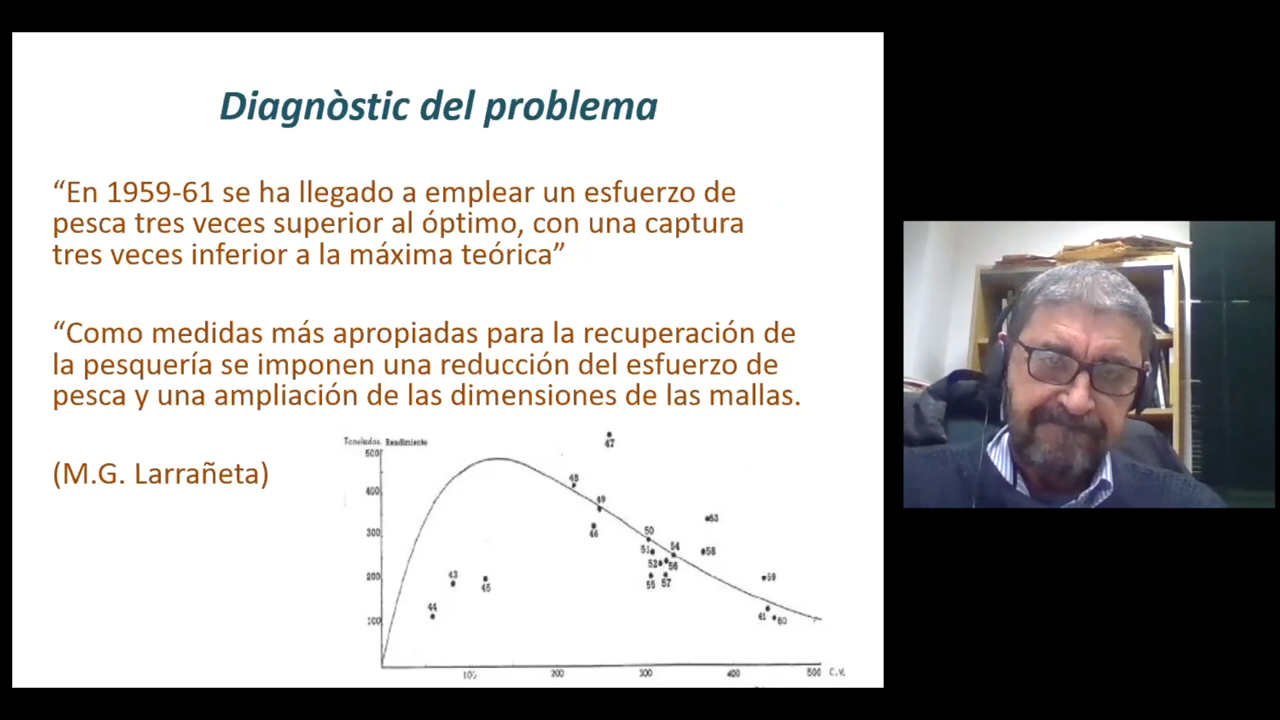 Diagnòstic del problema
“En 1959-61 se ha llegado a emplear un esfuerzo de
pesca tres veces superior al óptimo, con una captura
tres veces inferior a la máxima teórica”
“Como medidas más apropiadas para la recuperación de
la pesquería se imponen una reducción del esfuerzo de
pesca y una ampliación de las dimensiones de las mallas.
(M.G. Larrañeta)
Toneladas. Rendimiento
500
400
300
200
100
47
48
49
46
50
51
54
53
58
52
56
55
57
59
61
60
43
45
44
200
300
400
500 C.V.